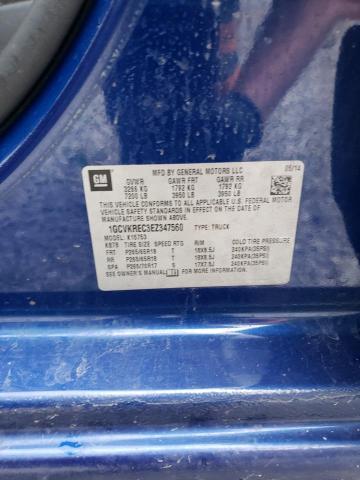 GM
MFD BY GENERAL MOTORS LLC 05/14
GVWR GAWR FRT GAWR RR
3266 KG 1792 KG 1792 KG
7200 LB 3950 LB 3950 LB
THIS VEHICLE CONFORMS TO ALL APPLICABLE U.S. FEDERAL
MOTOR VEHICLE SAFETY STANDARDS IN EFFECT ON THE DATE OF
MANUFACTURE SHOWN ABOVE.
1GCVKREC3EZ347560 TYPE: TRUCK
MODEL: K15753
TIRE SIZE SPEED RTG RIM COLD TIRE PRESSURE
FRT P265/65R18 T 18X8.5J 240KPA(35PSI)
RR P265/65R18 T 18X8.5J 240KPA(35PSI)
SPA P265/70R17 S 17X7.5J 240KPA(35PSI)
SEE OWNER'S MANUAL